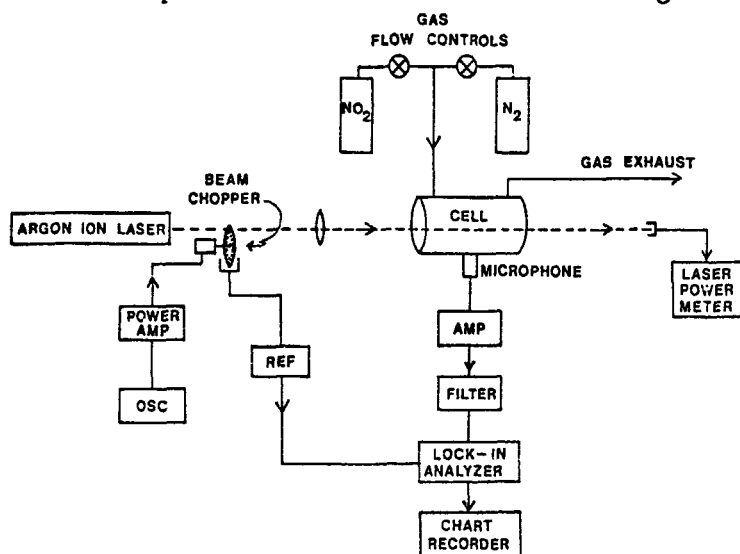 GAS
FLOW CONTROLS
NO2
N2
GAS EXHAUST
BEAM
CHOPPER
ARGON ION LASER
CELL
MICROPHONE
LASER
POWER
METER
POWER
AMP
AMP
REF
FILTER
OSC
LOCK-IN
ANALYZER
CHART
RECORDER